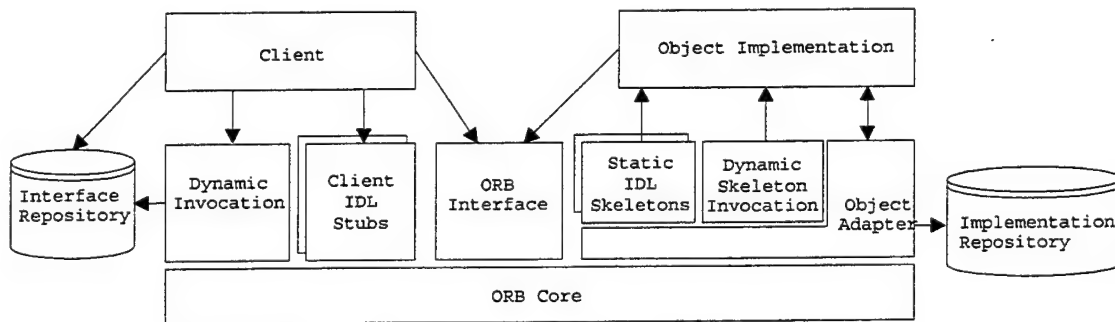 Client
Object Implementation
Interface
Repository
Dynamic
Invocation
Client
IDL
Stubs
ORB
Interface
Static
IDL
Skeletons
Dynamic
Skeleton
Invocation
Object
Adapter
Implementation
Repository
ORB Core